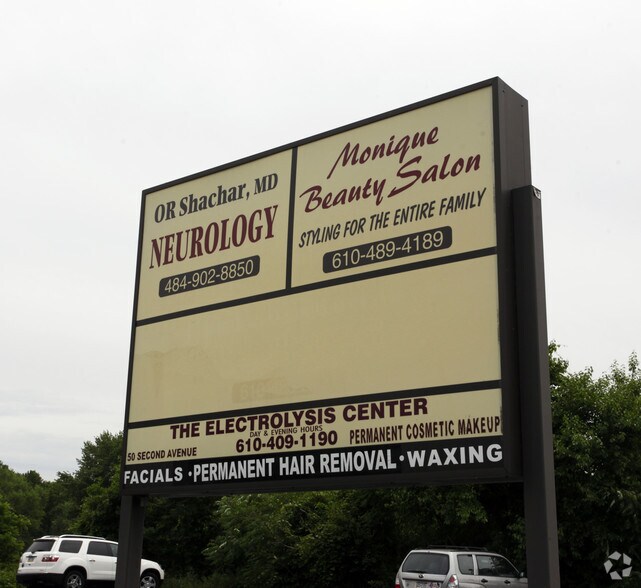 OR Shachar, MD
NEUROLOGY
484-902-8850
Monique
Beauty Salon
STYLING FOR THE ENTIRE FAMILY
610-489-4189
THE ELECTROLYSIS CENTER
DAY & EVENING HOURS
50 SECOND AVENUE 610-409-1190 PERMANENT COSMETIC MAKEUP
FACIALS · PERMANENT HAIR REMOVAL · WAXING